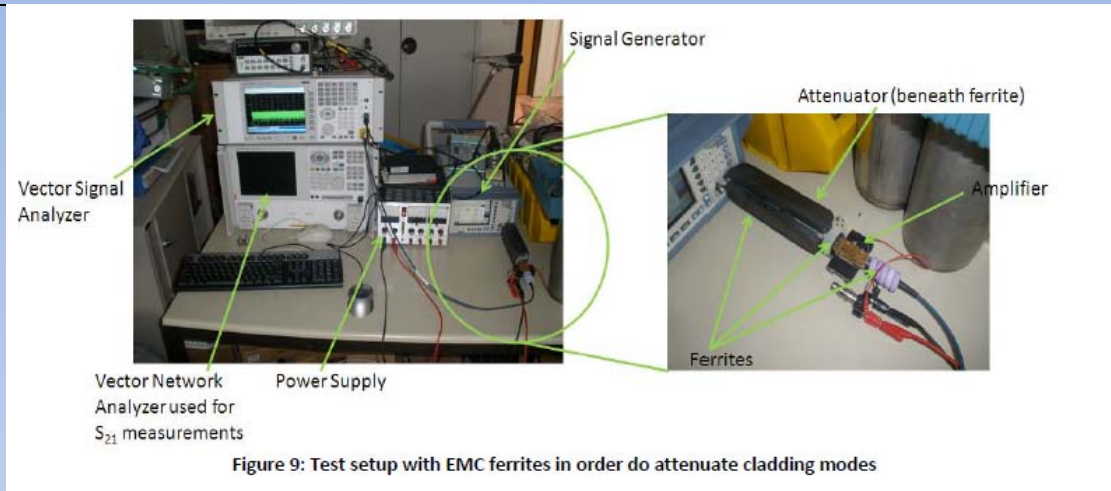 Signal Generator
Attenuator (beneath ferrite)
Amplifier
Vector Signal
Analyzer
Ferrites
Vector Network
Analyzer used for
S21 measurements
Power Supply
Figure 9: Test setup with EMC ferrites in order do attenuate cladding modes